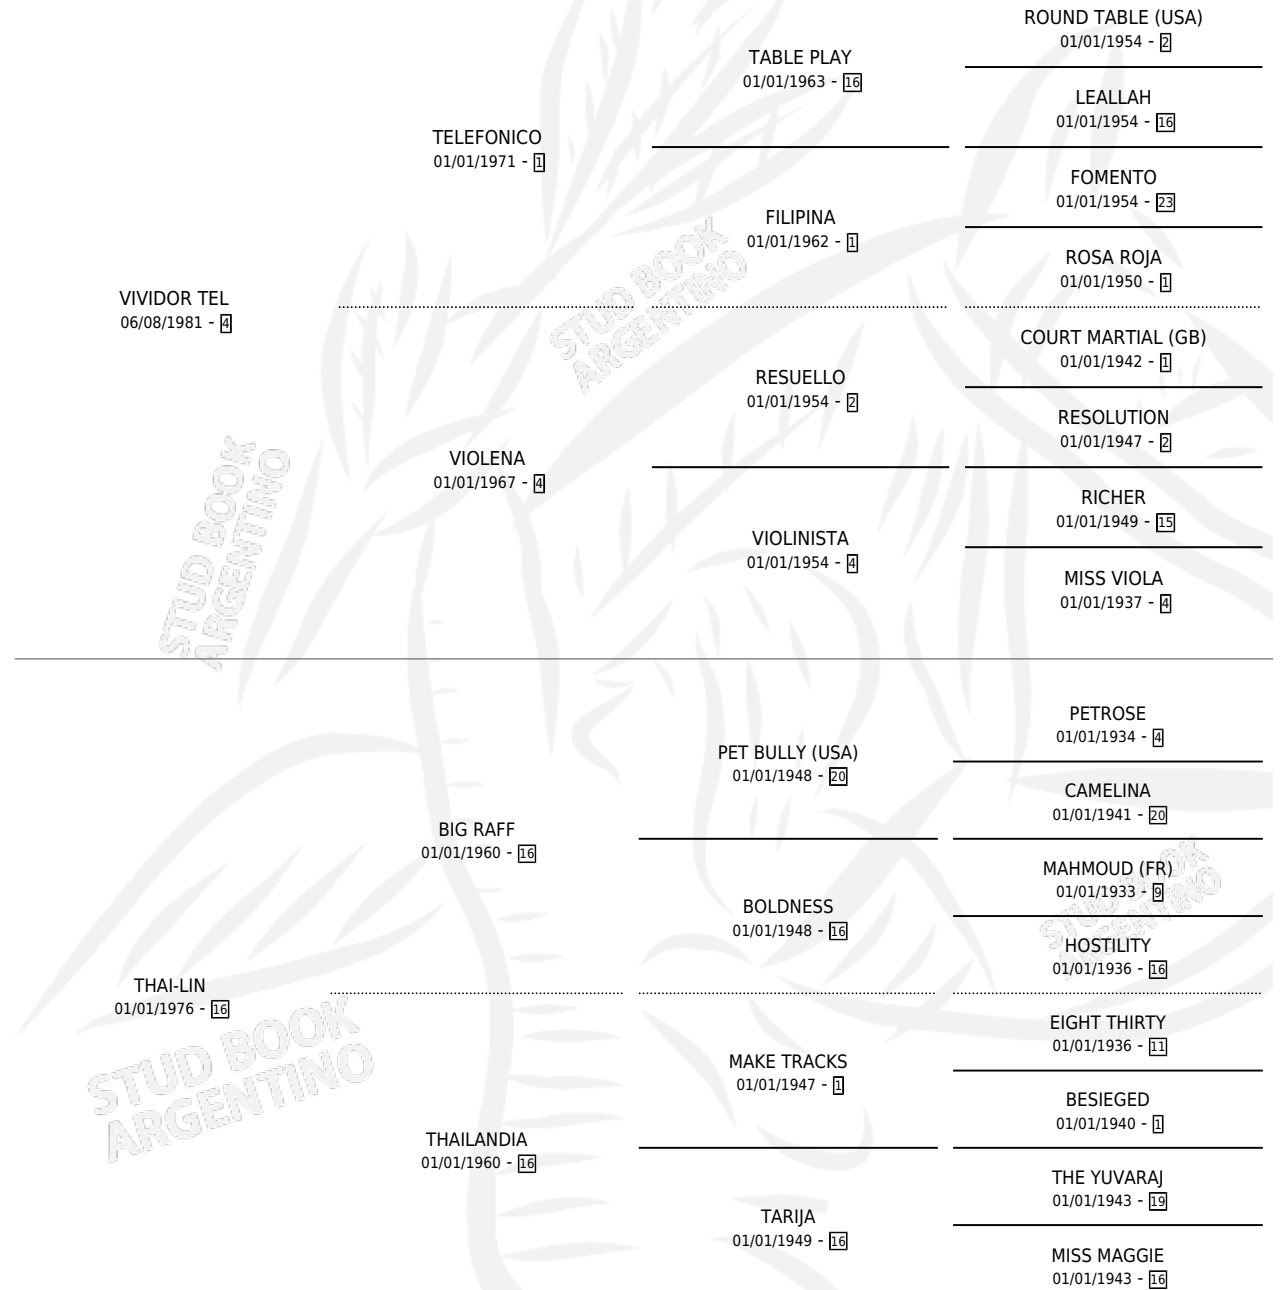 ROUND TABLE (USA)
01/01/1954 - 2
TABLE PLAY
01/01/1963 - 16
LEALLAH
01/01/1954 - 16
TELEFONICO
01/01/1971 - 1
FOMENTO
01/01/1954 - 23
FILIPINA
01/01/1962 - 1
ROSA ROJA
01/01/1950 - 1
VIVIDOR TEL
06/08/1981 - 4
COURT MARTIAL (GB)
01/01/1942 - 1
RESUELLO
01/01/1954 - 2
RESOLUTION
01/01/1947 - 2
VIOLENA
01/01/1967 - 4
RICHER
01/01/1949 - 15
VIOLINISTA
01/01/1954 - 4
MISS VIOLA
01/01/1937 - 4
STUD BOOK
ARGENTINO
STUD BOOK
ARGENTINO
PETROSE
01/01/1934 - 4
PET BULLY (USA)
01/01/1948 - 20
CAMELINA
01/01/1941 - 20
BIG RAFF
01/01/1960 - 16
MAHMOUD (FR)
01/01/1933 - 9
BOLDNESS
01/01/1948 - 16
HOSTILITY
01/01/1936 - 16
STUD BOOK
ARGENTINO
THAI-LIN
01/01/1976 - 16
EIGHT THIRTY
01/01/1936 - 11
MAKE TRACKS
01/01/1947 - 1
BESIEGED
01/01/1940 - 1
STUD BOOK
ARGENTINO
THAILANDIA
01/01/1960 - 16
THE YUVARAJ
01/01/1943 - 19
TARIJA
01/01/1949 - 16
MISS MAGGIE
01/01/1943 - 16